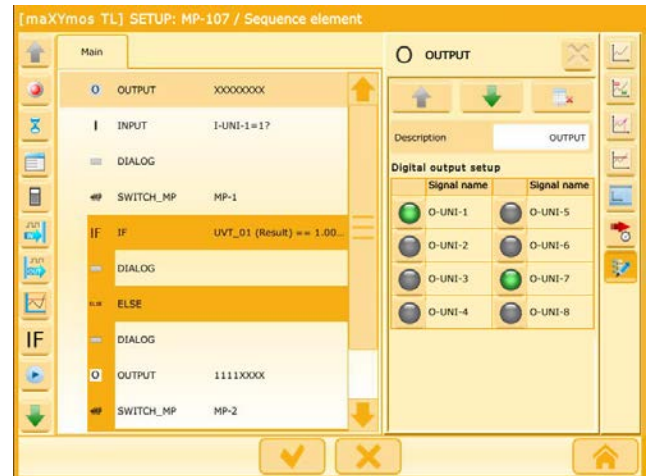 [maXYmos TL] SETUP: MP-107 / Sequence element
Main
O OUTPUT XXXXXXXX
I INPUT I-UNI-1=1?
DIALOG
SWITCH_MP MP-1
IF IF UVT_01 (Result) == 1.00...
DIALOG
ELSE ELSE
DIALOG
O OUTPUT 1111XXXX
SWITCH_MP MP-2
IF
O OUTPUT
Description OUTPUT
Digital output setup
Signal name Signal name
O-UNI-1 O-UNI-5
O-UNI-2 O-UNI-6
O-UNI-3 O-UNI-7
O-UNI-4 O-UNI-8